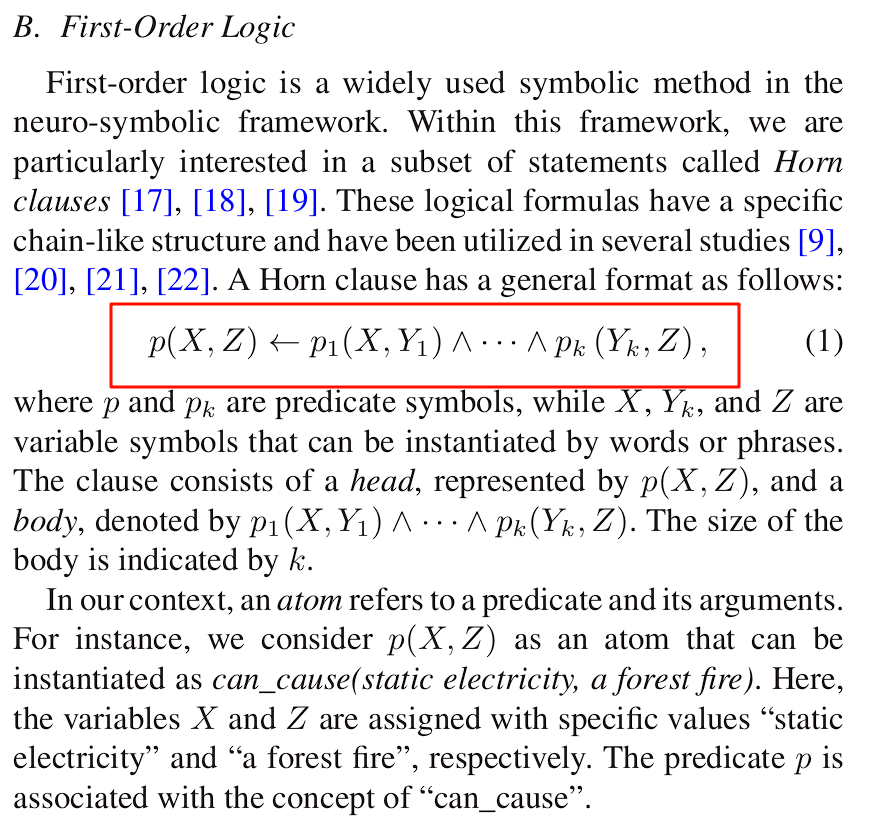 B. First-Order Logic
First-order logic is a widely used symbolic method in the
neuro-symbolic framework. Within this framework, we are
particularly interested in a subset of statements called Horn
clauses [17], [18], [19]. These logical formulas have a specific
chain-like structure and have been utilized in several studies [9],
[20], [21], [22]. A Horn clause has a general format as follows:
p(X, Z) ← p₁(X, Y₁) ∧ ··· ∧ pₖ (Yₖ, Z) , (1)
where p and pₖ are predicate symbols, while X, Yₖ, and Z are
variable symbols that can be instantiated by words or phrases.
The clause consists of a head, represented by p(X, Z), and a
body, denoted by p₁(X, Y₁) ∧ ··· ∧ pₖ(Yₖ, Z). The size of the
body is indicated by k.
In our context, an atom refers to a predicate and its arguments.
For instance, we consider p(X, Z) as an atom that can be
instantiated as can_cause(static electricity, a forest fire). Here,
the variables X and Z are assigned with specific values “static
electricity” and “a forest fire”, respectively. The predicate p is
associated with the concept of “can_cause”.